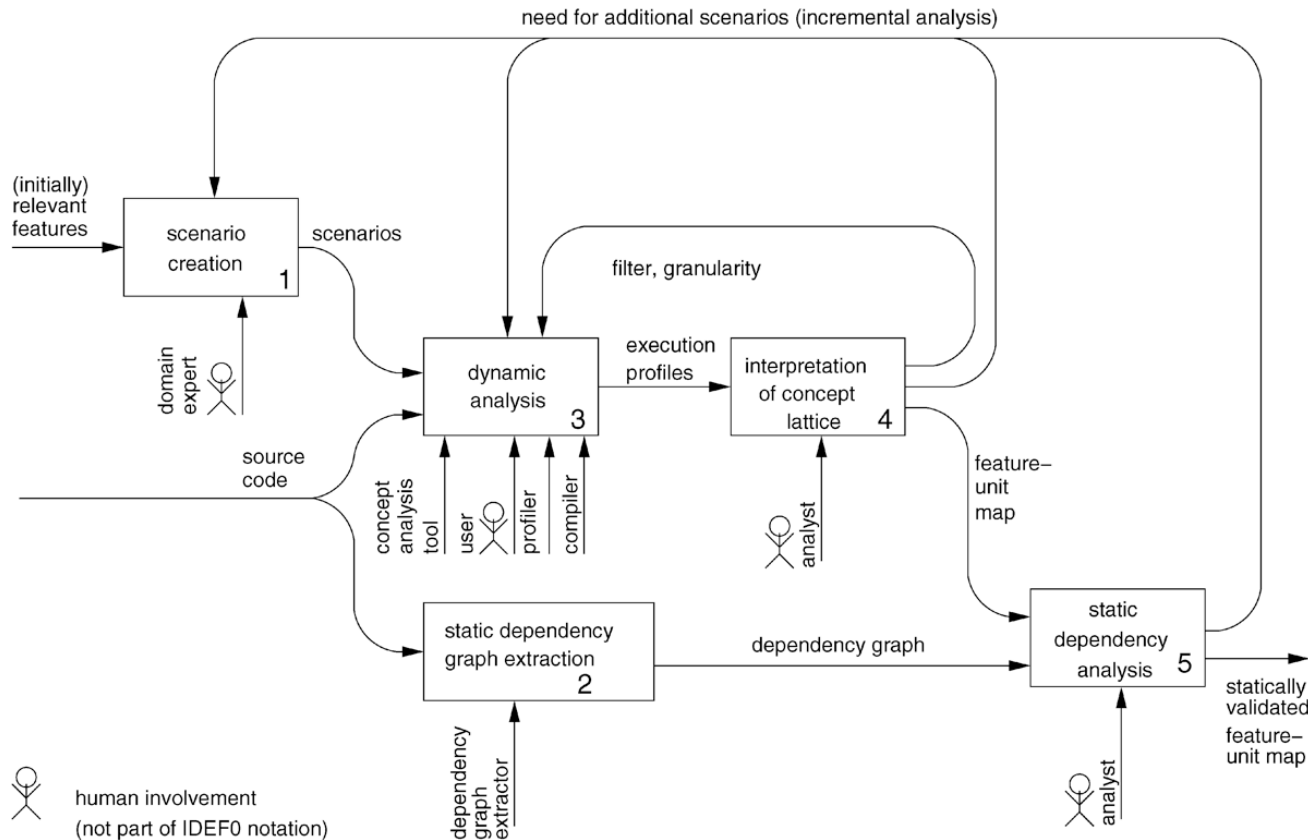 need for additional scenarios (incremental analysis)
(initially)
relevant
features
scenario
creation
1
scenarios
filter, granularity
domain
expert
dynamic
analysis
3
execution
profiles
interpretation
of concept
lattice
4
source
code
concept
analysis
tool
user
profiler
compiler
analyst
feature–
unit
map
static dependency
graph extraction
2
dependency graph
static
dependency
analysis
5
statically
validated
feature–
unit map
dependency
graph
extractor
analyst
human involvement
(not part of IDEF0 notation)